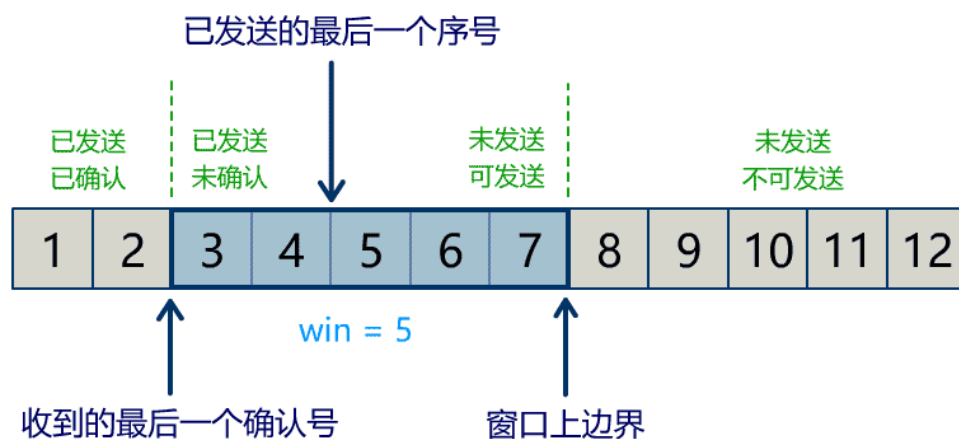 已发送的最后一个序号
已发送
已确认
已发送
未确认
未发送
可发送
未发送
不可发送
1 2 3 4 5 6 7 8 9 10 11 12
win = 5
收到的最后一个确认号
窗口上边界